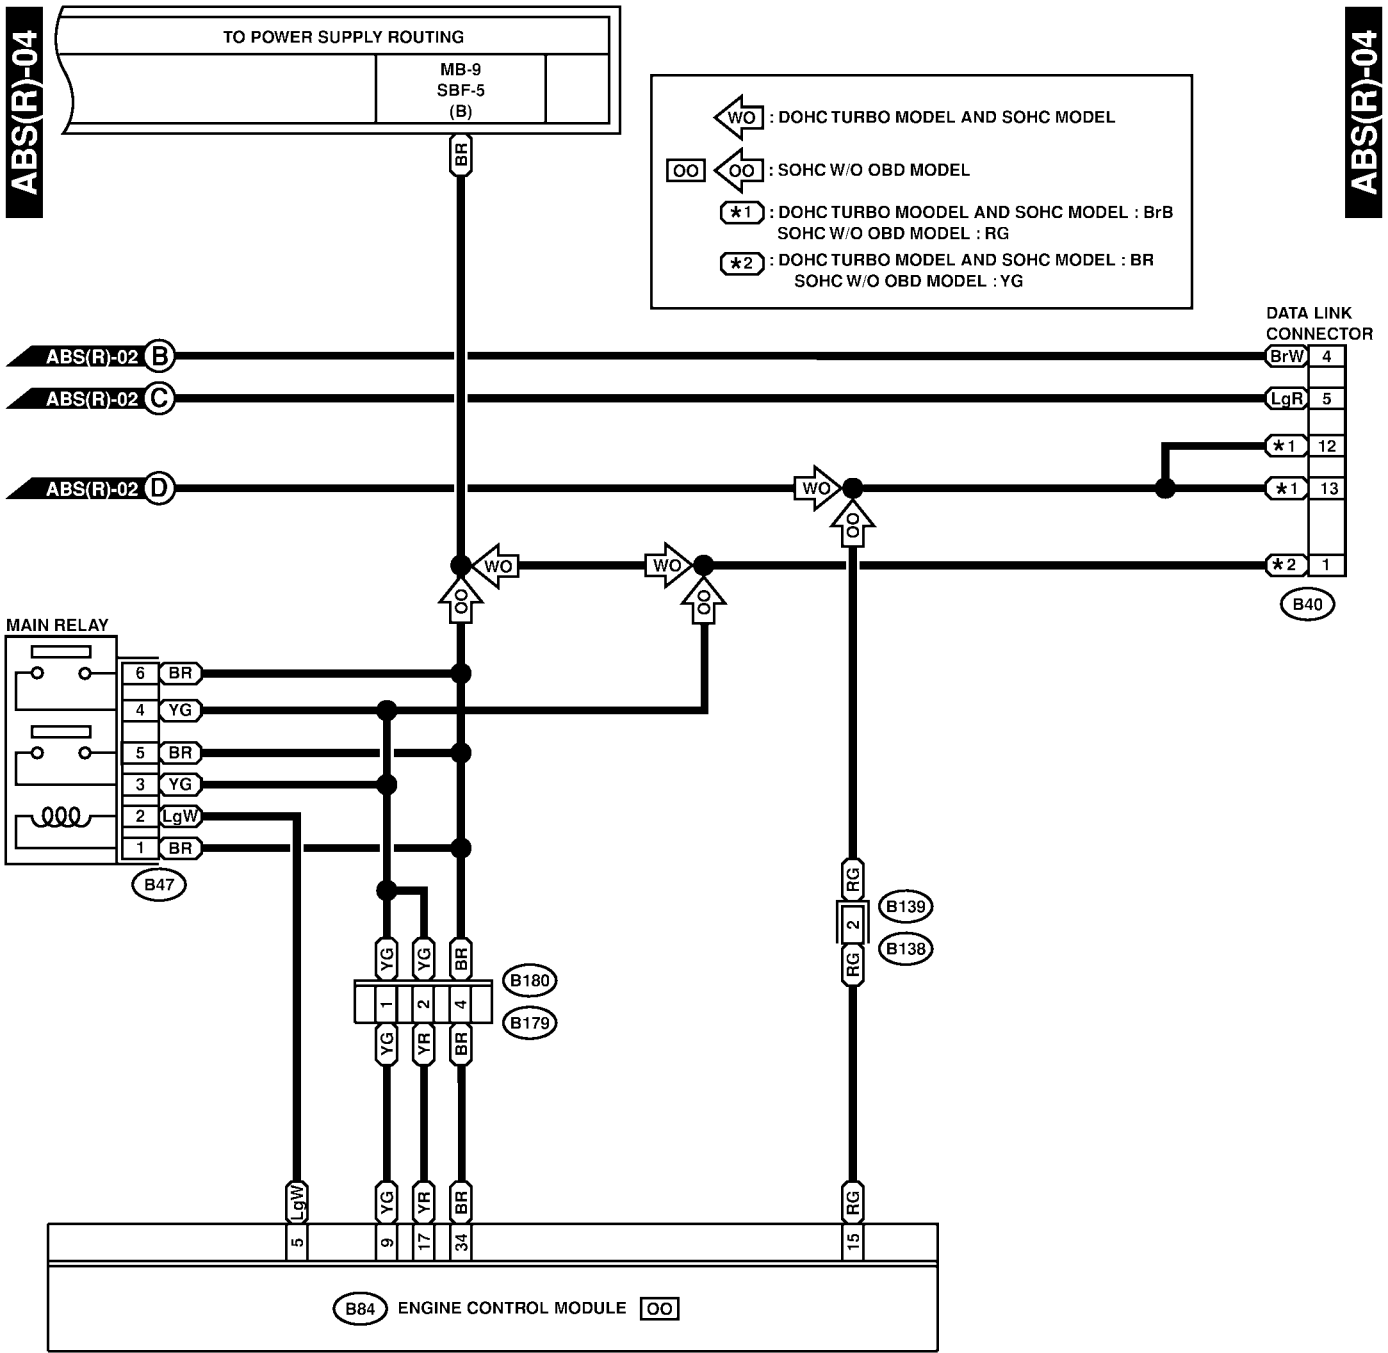 ABS(R)-04
ABS(R)-04
TO POWER SUPPLY ROUTING
MB-9
SBF-5
(B)
BR
WO : DOHC TURBO MODEL AND SOHC MODEL
OO OO : SOHC W/O OBD MODEL
*1 : DOHC TURBO MOODEL AND SOHC MODEL : BrB
SOHC W/O OBD MODEL : RG
*2 : DOHC TURBO MODEL AND SOHC MODEL : BR
SOHC W/O OBD MODEL : YG
DATA LINK
CONNECTOR
ABS(R)-02 B BrW 4
ABS(R)-02 C LgR 5
*1 12
ABS(R)-02 D WO *1 13
OO
WO WO *2 1
OO OO
B40
MAIN RELAY
6 BR
4 YG
5 BR
3 YG
2 LgW
1 BR
B47
RG
B139
2
B138
RG
YG YG BR
B180
1 2 4
B179
YG YR BR
LgW YG YR BR RG
5 9 17 34 15
B84 ENGINE CONTROL MODULE OO